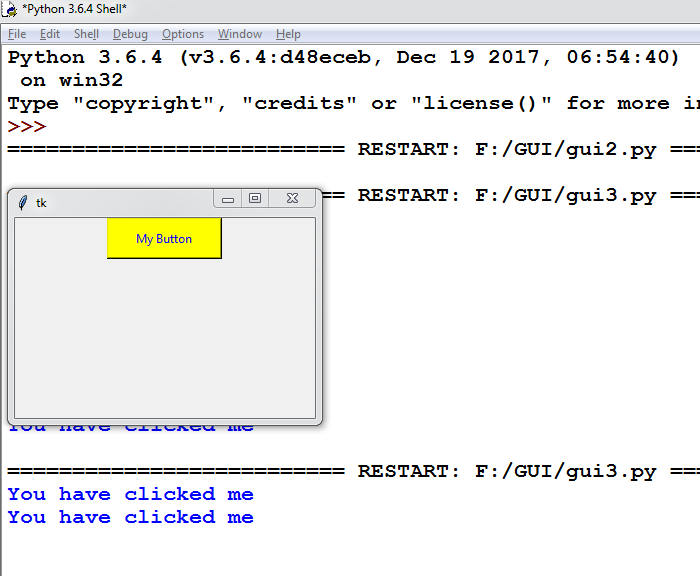 *Python 3.6.4 Shell*
File Edit Shell Debug Options Window Help
Python 3.6.4 (v3.6.4:d48eceb, Dec 19 2017, 06:54:40)
on win32
Type "copyright", "credits" or "license()" for more
>>>
========================== RESTART: F:/GUI/gui2.py ===
== RESTART: F:/GUI/gui3.py ===
tk
My Button
You have clicked me
========================== RESTART: F:/GUI/gui3.py ===
You have clicked me
You have clicked me